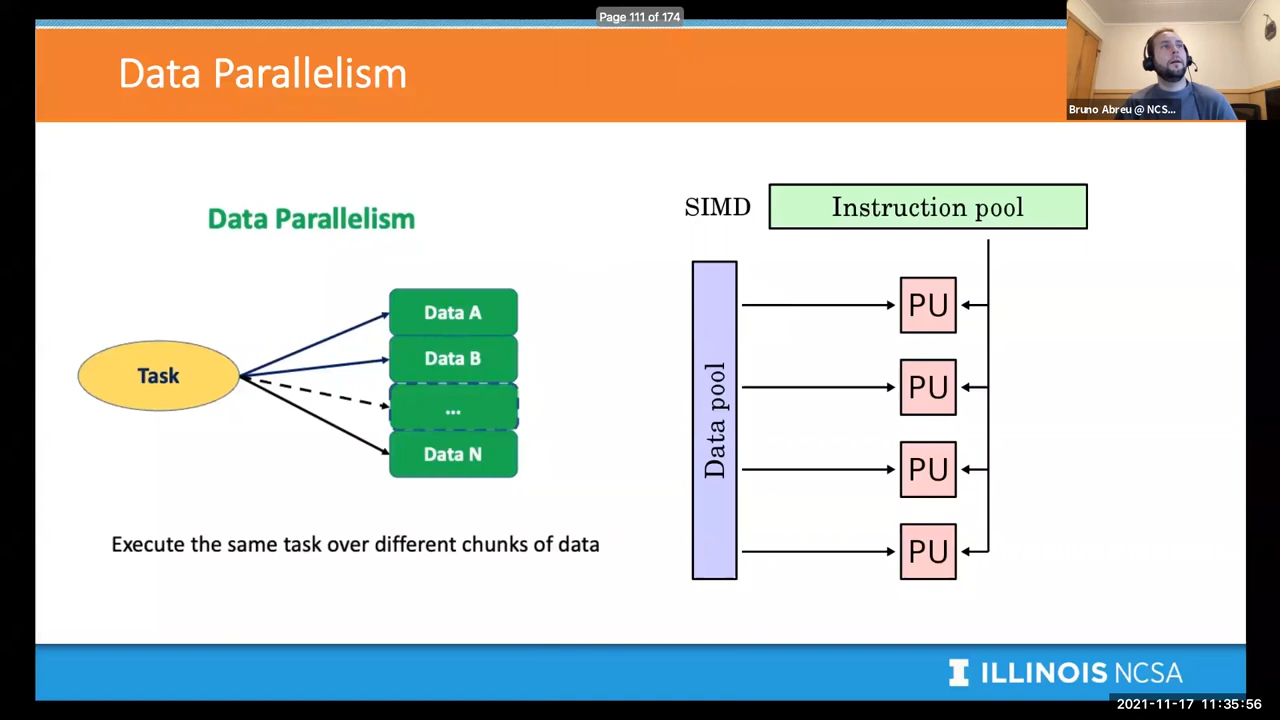 Page 111 of 174
Data Parallelism
Bruno Abreu @ NCS...
Data Parallelism
Task
Data A
Data B
...
Data N
Execute the same task over different chunks of data
SIMD
Instruction pool
Data pool
PU
PU
PU
PU
ILLINOIS NCSA
2021-11-17 11:35:56